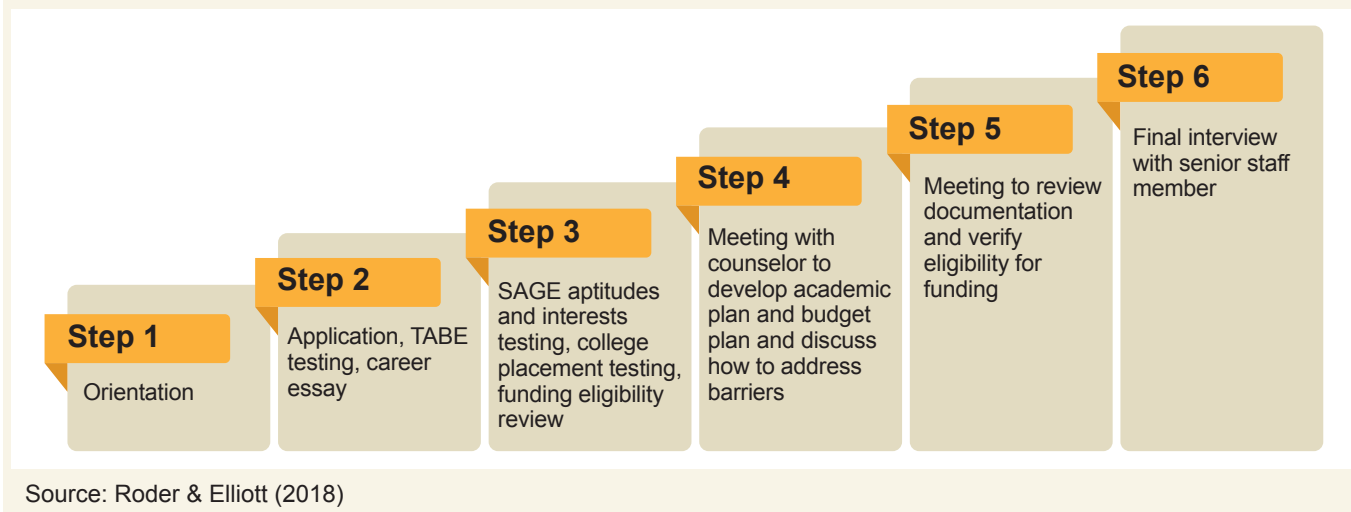 Step 1
Orientation
Step 2
Application, TABE
testing, career
essay
Step 3
SAGE aptitudes
and interests
testing, college
placement testing,
funding eligibility
review
Step 4
Meeting with
counselor to
develop academic
plan and budget
plan and discuss
how to address
barriers
Step 5
Meeting to review
documentation
and verify
eligibility for
funding
Step 6
Final interview
with senior staff
member
Source: Roder & Elliott (2018)